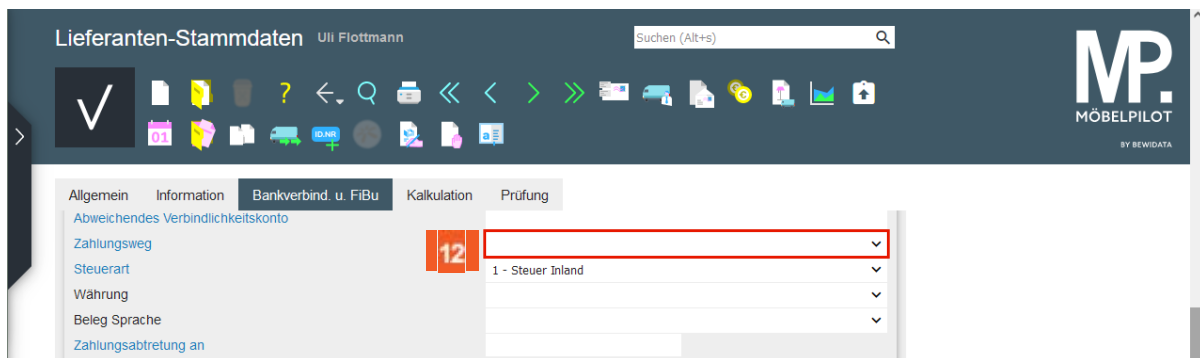 Lieferanten-Stammdaten Uli Flottmann Suchen (Alt+s)
MP.
MÖBELPILOT
BY BEWIDATA
? 
01 ID.NR a
Allgemein Information Bankverbind. u. FiBu Kalkulation Prüfung
Abweichendes Verbindlichkeitskonto
Zahlungsweg 12
Steuerart 1 - Steuer Inland
Währung
Beleg Sprache
Zahlungsabtretung an